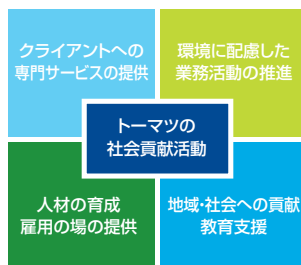 クライアントへの
専門サービスの提供
環境に配慮した
業務活動の推進
トーマツの
社会貢献活動
人材の育成
雇用の場の提供
地域・社会への貢献
教育支援